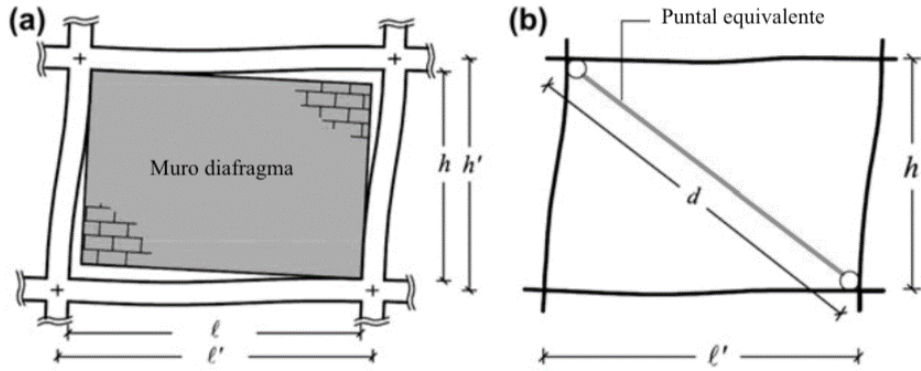 (a)
Muro diafragma
h h'
ℓ
ℓ'
(b)
Puntal equivalente
d
h
ℓ'